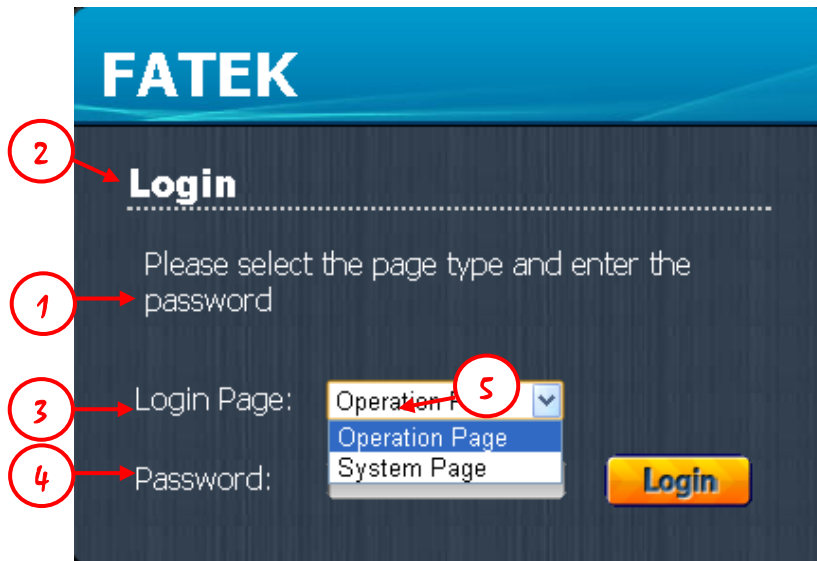 FATEK
2
Login
Please select the page type and enter the
1
password
3
Login Page:
Operation P
5
Operation Page
System Page
4
Password:
Login